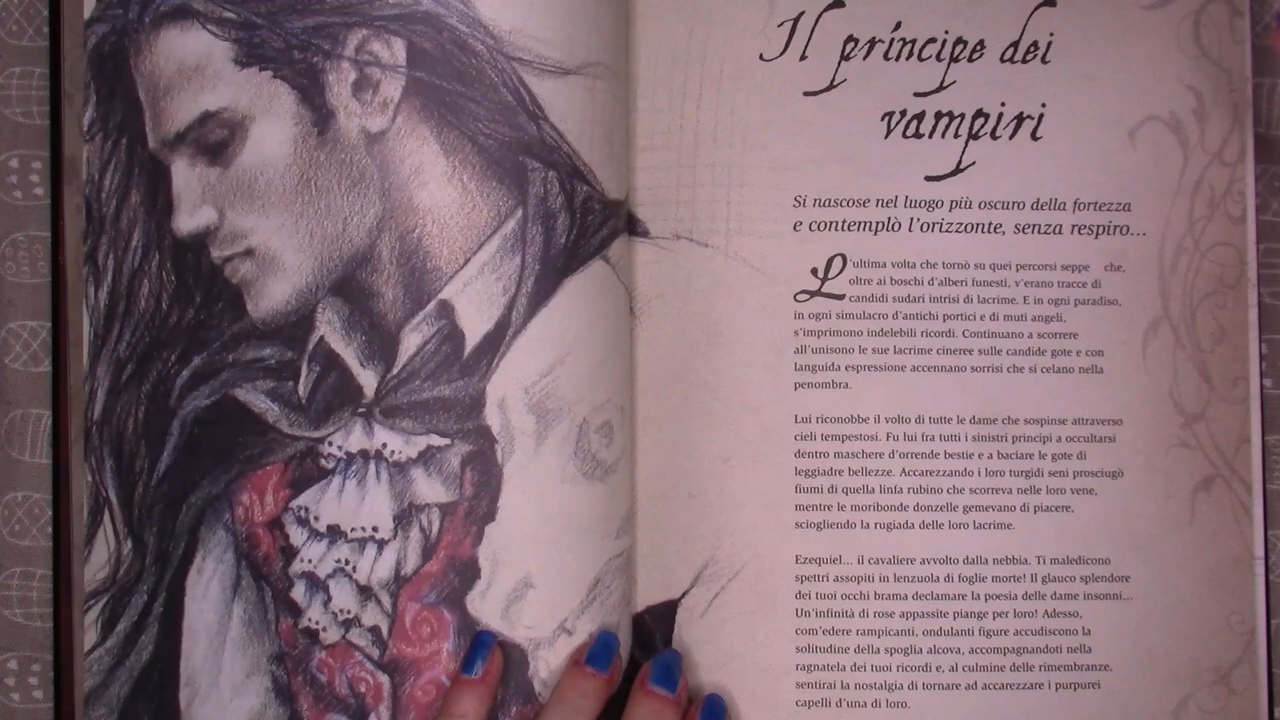 Il príncipe dei
vampiri
Si nascose nel luogo più oscuro della fortezza
e contemplò l'orizzonte, senza respiro...
L'ultima volta che tornò su quei percorsi seppe che,
oltre ai boschi d'alberi funesti, v'erano tracce di
candidi sudari intrisi di lacrime. E in ogni paradiso,
in ogni simulacro d'antichi portici e di muti angeli,
s'imprimono indelebili ricordi. Continuano a scorrere
all'unisono le sue lacrime cineree sulle candide gote e con
languida espressione accennano sorrisi che si celano nella
penombra.
Lui riconobbe il volto di tutte le dame che sospinse attraverso
cieli tempestosi. Fu lui fra tutti i sinistri principi a occultarsi
dentro maschere d'orrende bestie e a baciare le gote di
leggiadre bellezze. Accarezzando i loro turgidi seni prosciugò
fiumi di quella linfa rubino che scorreva nelle loro vene,
mentre le moribonde donzelle gemevano di piacere,
sciogliendo la rugiada delle loro lacrime.
Ezequiel... il cavaliere avvolto dalla nebbia. Ti maledicono
spettri assopiti in lenzuola di foglie morte! Il glauco splendore
dei tuoi occhi brama declamare la poesia delle dame insonni...
Un'infinità di rose appassite piange per loro! Adesso,
com'edere rampicanti, ondulanti figure accudiscono la
solitudine della spoglia alcova, accompagnandoti nella
ragnatela dei tuoi ricordi e, al culmine delle rimembranze,
sentirai la nostalgia di tornare ad accarezzare i purpurei
capelli d'una di loro.